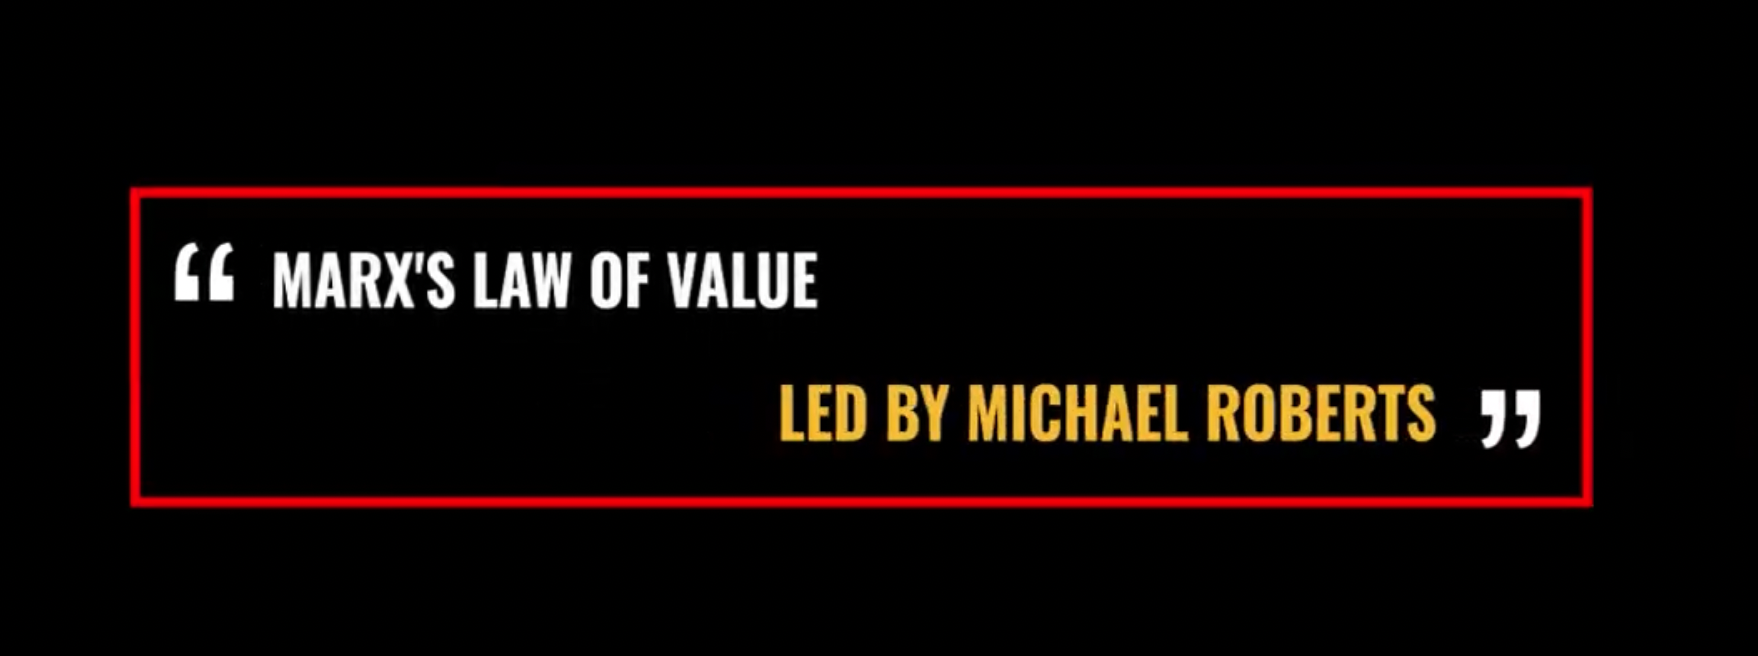 “ MARX'S LAW OF VALUE
LED BY MICHAEL ROBERTS ”